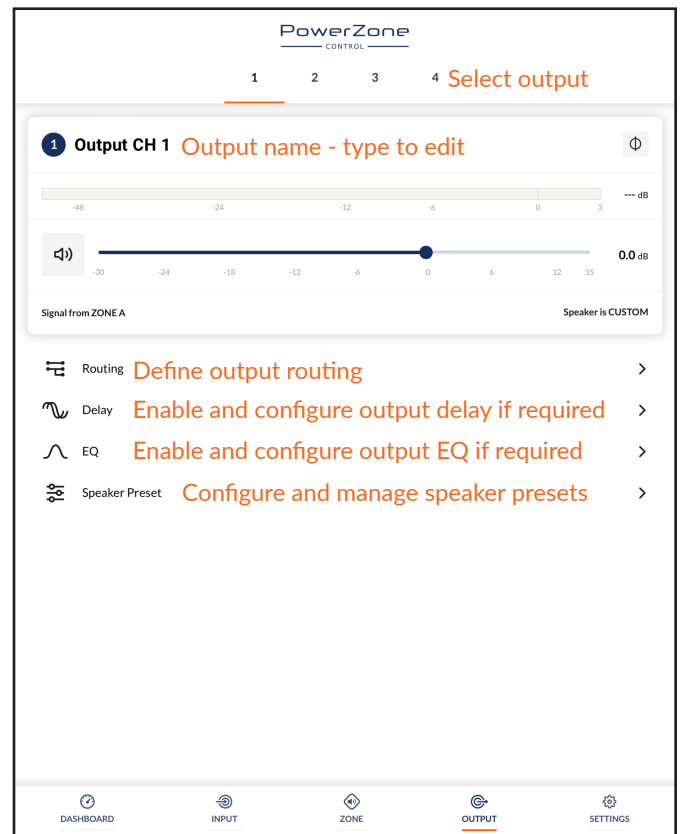 PowerZone
CONTROL
1 2 3 4 Select output
1 Output CH 1 Output name - type to edit
--- dB
-48 -24 -12 -6 0 3
0.0 dB
-30 -24 -18 -12 -6 0 6 12 15
Signal from ZONE A Speaker is CUSTOM
Routing Define output routing
Delay Enable and configure output delay if required
EQ Enable and configure output EQ if required
Speaker Preset Configure and manage speaker presets
DASHBOARD INPUT ZONE OUTPUT SETTINGS